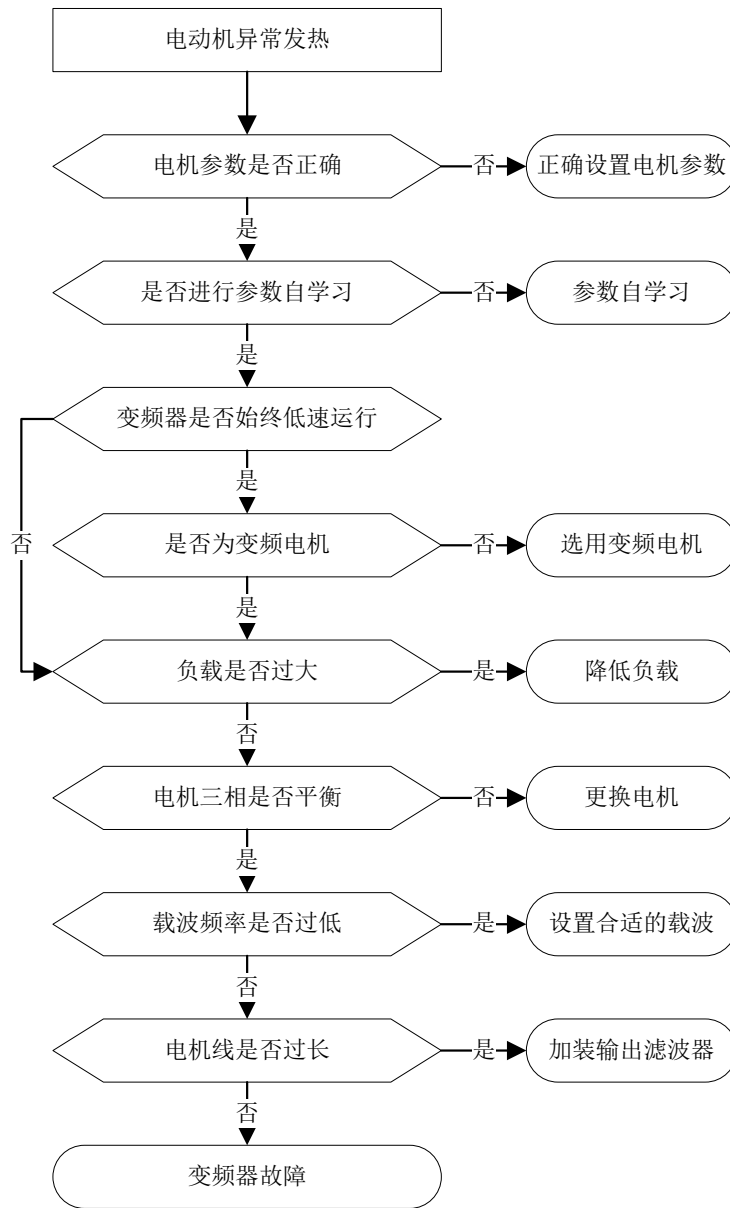 电动机异常发热
电机参数是否正确
否
正确设置电机参数
是
是否进行参数自学习
否
参数自学习
是
变频器是否始终低速运行
是
否
是否为变频电机
否
选用变频电机
是
负载是否过大
是
降低负载
否
电机三相是否平衡
否
更换电机
是
载波频率是否过低
是
设置合适的载波
否
电机线是否过长
是
加装输出滤波器
否
变频器故障